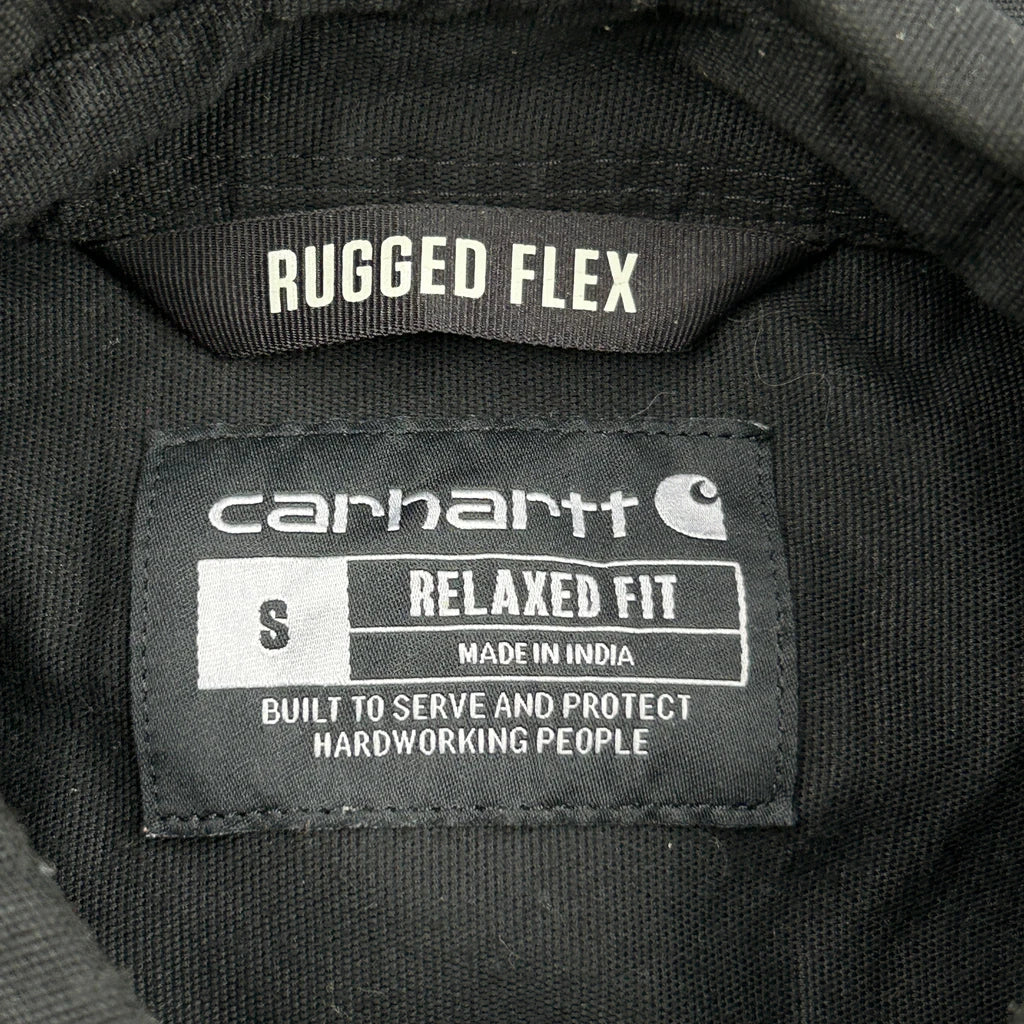 RUGGED FLEX
carhartt
S
RELAXED FIT
MADE IN INDIA
BUILT TO SERVE AND PROTECT
HARDWORKING PEOPLE